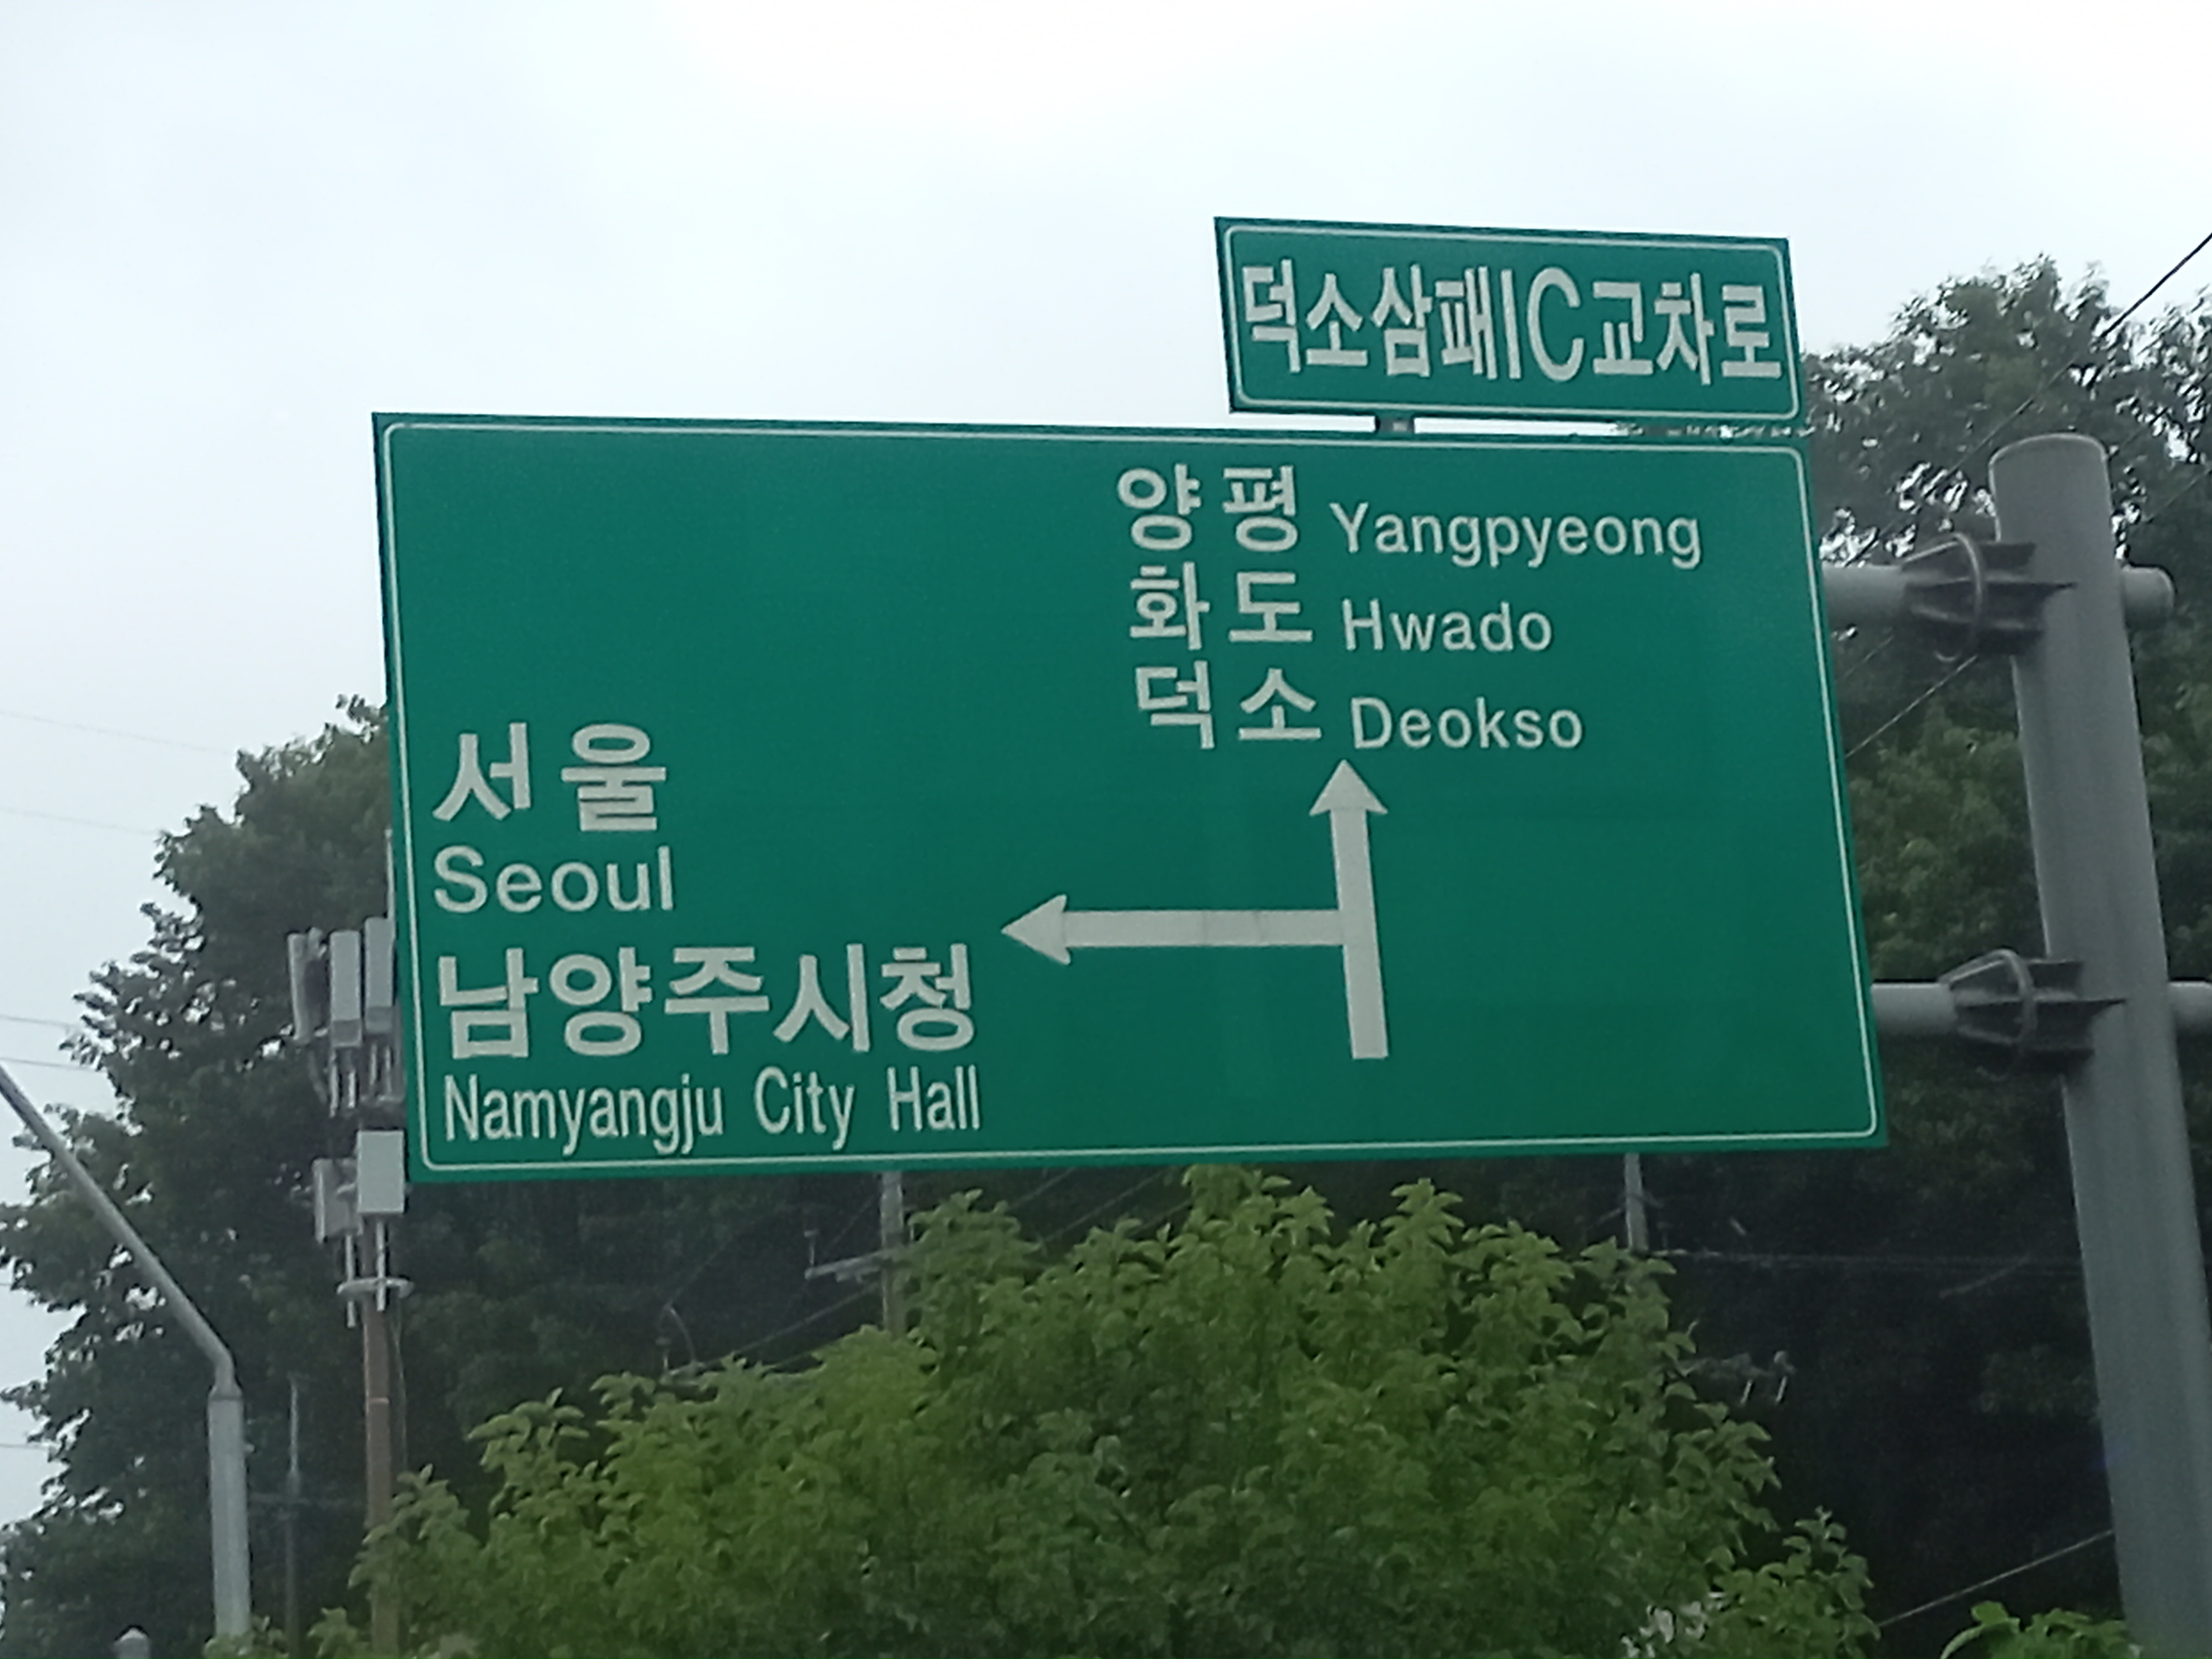 덕소삼패IC교차로
양평 Yangpyeong
화도 Hwado
덕소 Deokso
서울
Seoul
남양주시청
Namyangju City Hall